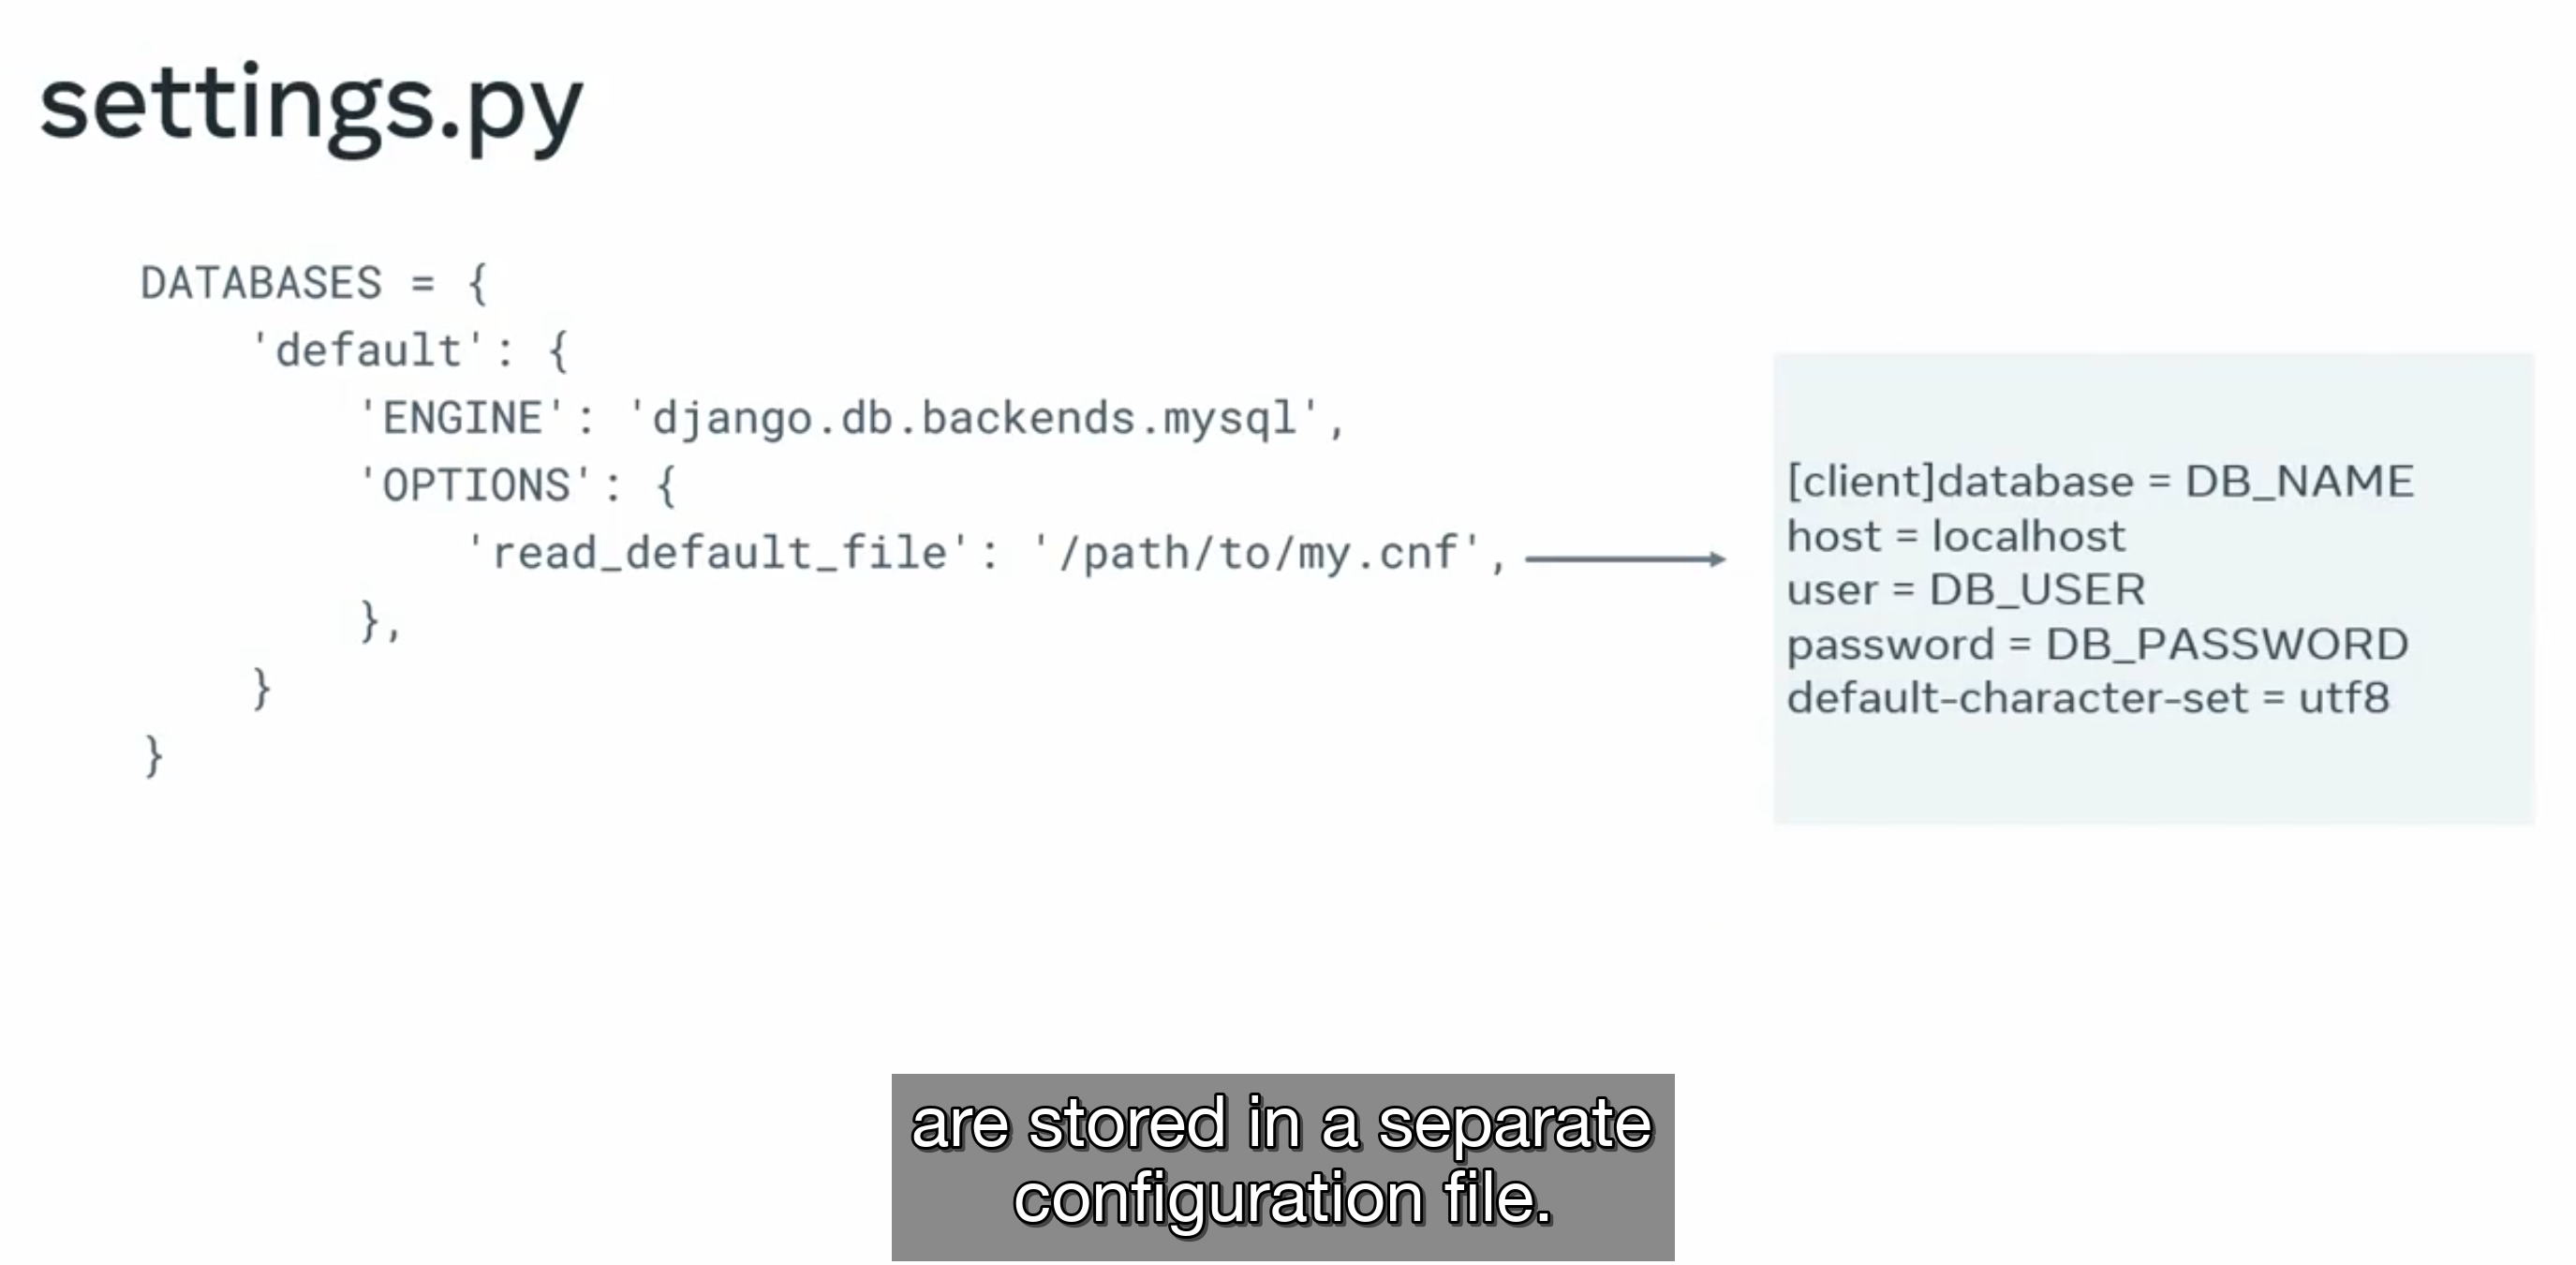 settings.py
DATABASES = {
'default': {
'ENGINE': 'django.db.backends.mysql',
'OPTIONS': {
'read_default_file': '/path/to/my.cnf',
},
}
}
[client]database = DB_NAME
host = localhost
user = DB_USER
password = DB_PASSWORD
default-character-set = utf8
are stored in a separate
configuration file.